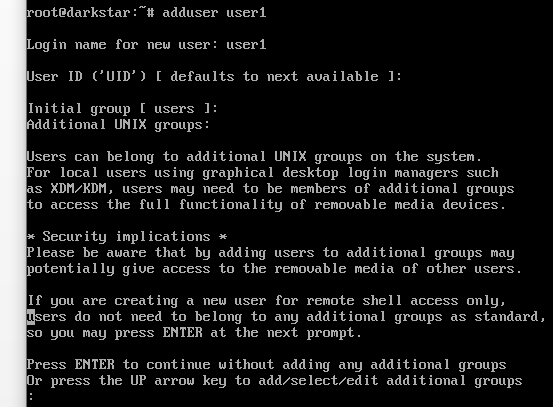 root@darkstar:~# adduser user1
Login name for new user: user1
User ID ('UID') [ defaults to next available ]:
Initial group [ users ]:
Additional UNIX groups:
Users can belong to additional UNIX groups on the system.
For local users using graphical desktop login managers such
as XDM/KDM, users may need to be members of additional groups
to access the full functionality of removable media devices.
* Security implications *
Please be aware that by adding users to additional groups may
potentially give access to the removable media of other users.
If you are creating a new user for remote shell access only,
users do not need to belong to any additional groups as standard,
so you may press ENTER at the next prompt.
Press ENTER to continue without adding any additional groups
Or press the UP arrow key to add/select/edit additional groups
: